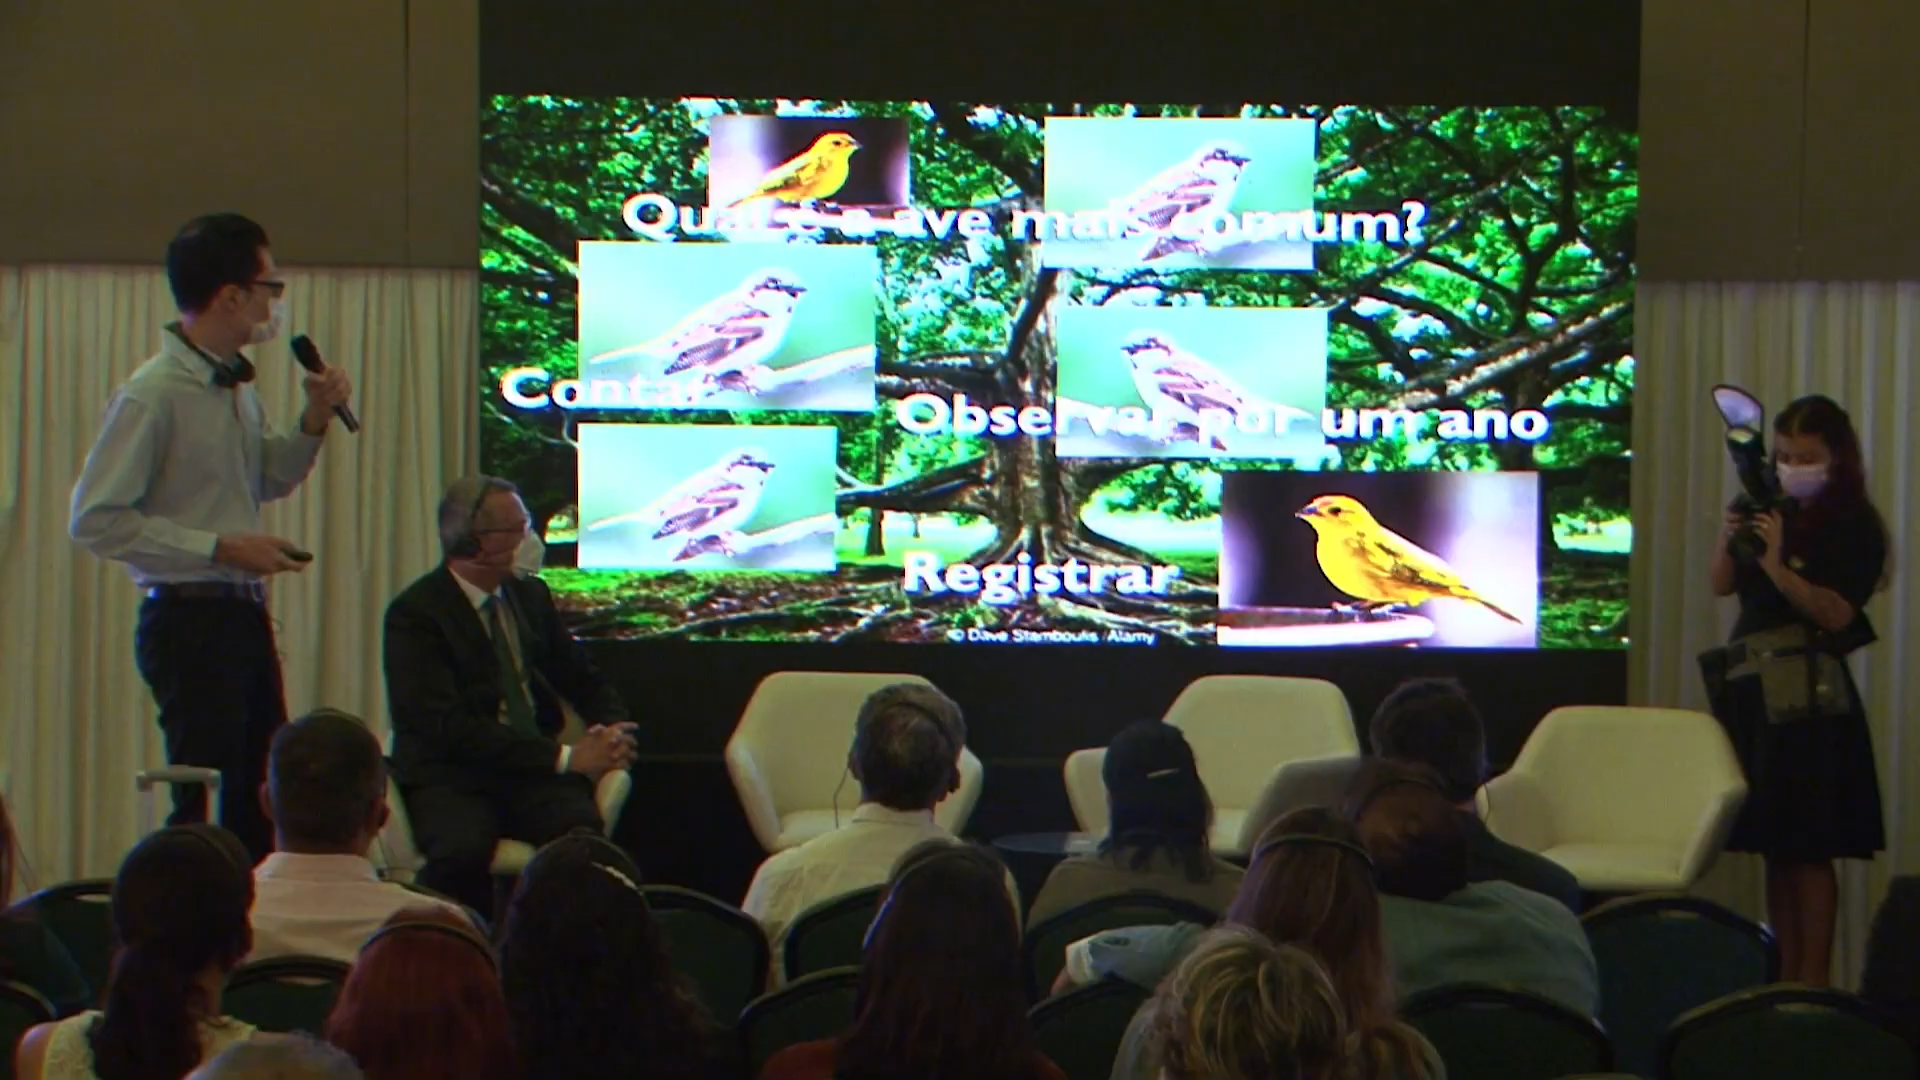 Qual é a ave mais comum?
Contar
Observar por um ano
Registrar
© Dave Stamboulis / Alamy